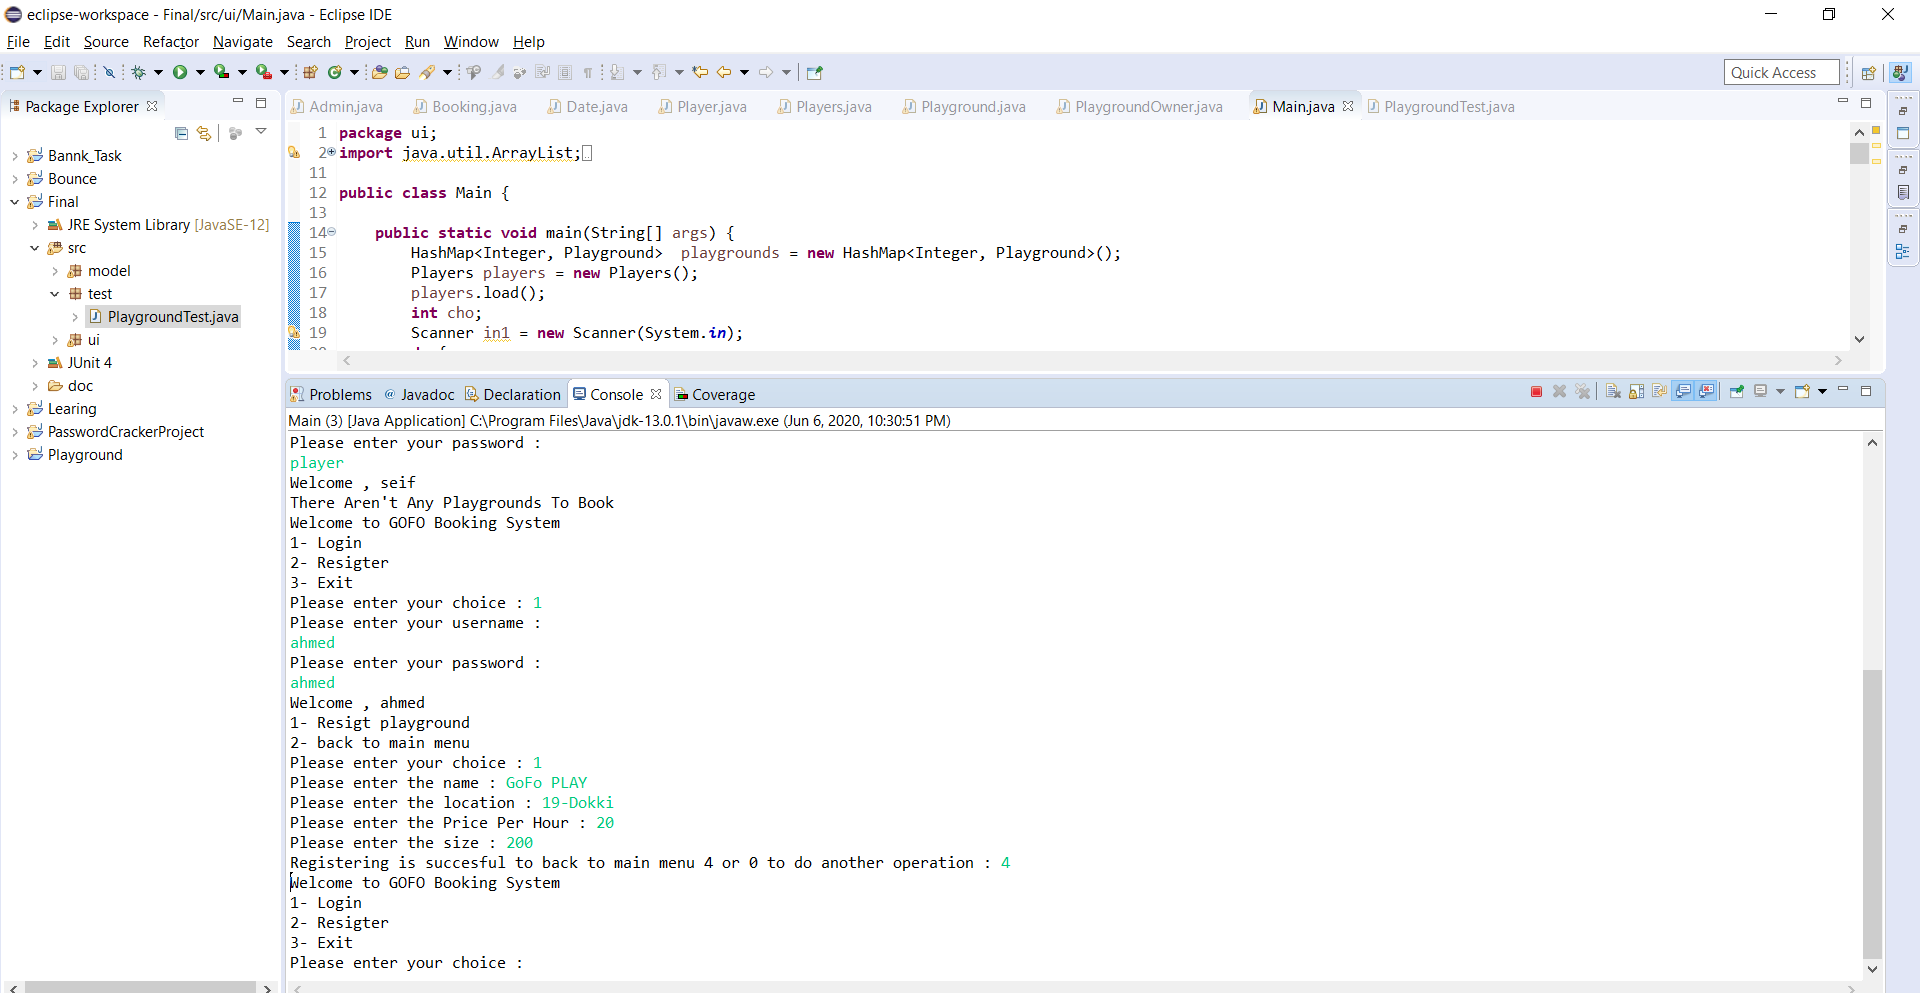 eclipse-workspace - Final/src/ui/Main.java - Eclipse IDE
File Edit Source Refactor Navigate Search Project Run Window Help
Quick Access
Package Explorer
Bannk_Task
Bounce
Final
JRE System Library [JavaSE-12]
src
model
test
PlaygroundTest.java
ui
JUnit 4
doc
Learing
PasswordCrackerProject
Playground
Admin.java Booking.java Date.java Player.java Players.java Playground.java PlaygroundOwner.java Main.java PlaygroundTest.java
1 package ui;
2 import java.util.ArrayList;
11
12 public class Main {
13
14 public static void main(String[] args) {
15 HashMap<Integer, Playground>  playgrounds = new HashMap<Integer, Playground>();
16 Players players = new Players();
17 players.load();
18 int cho;
19 Scanner in1 = new Scanner(System.in);
Problems Javadoc Declaration Console Coverage
Main (3) [Java Application] C:\Program Files\Java\jdk-13.0.1\bin\javaw.exe (Jun 6, 2020, 10:30:51 PM)
Please enter your password :
player
Welcome , seif
There Aren't Any Playgrounds To Book
Welcome to GOFO Booking System
1- Login
2- Resigter
3- Exit
Please enter your choice : 1
Please enter your username :
ahmed
Please enter your password :
ahmed
Welcome , ahmed
1- Resigt playground
2- back to main menu
Please enter your choice : 1
Please enter the name : GoFo PLAY
Please enter the location : 19-Dokki
Please enter the Price Per Hour : 20
Please enter the size : 200
Registering is succesful to back to main menu 4 or 0 to do another operation : 4
Welcome to GOFO Booking System
1- Login
2- Resigter
3- Exit
Please enter your choice :